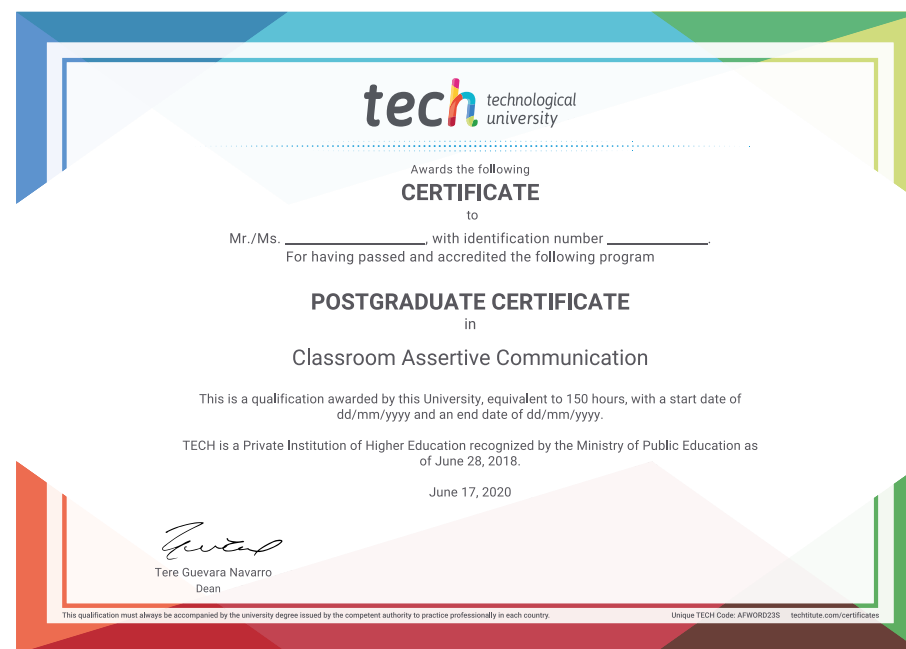 tech technological
university
Awards the following
CERTIFICATE
to
Mr./Ms. ________________, with identification number ____________.
For having passed and accredited the following program
POSTGRADUATE CERTIFICATE
in
Classroom Assertive Communication
This is a qualification awarded by this University, equivalent to 150 hours, with a start date of
dd/mm/yyyy and an end date of dd/mm/yyyy.
TECH is a Private Institution of Higher Education recognized by the Ministry of Public Education as
of June 28, 2018.
June 17, 2020
Tere Guevara Navarro
Dean
This qualification must always be accompanied by the university degree issued by the competent authority to practice professionally in each country. Unique TECH Code: AFWORD23S techtitute.com/certificates